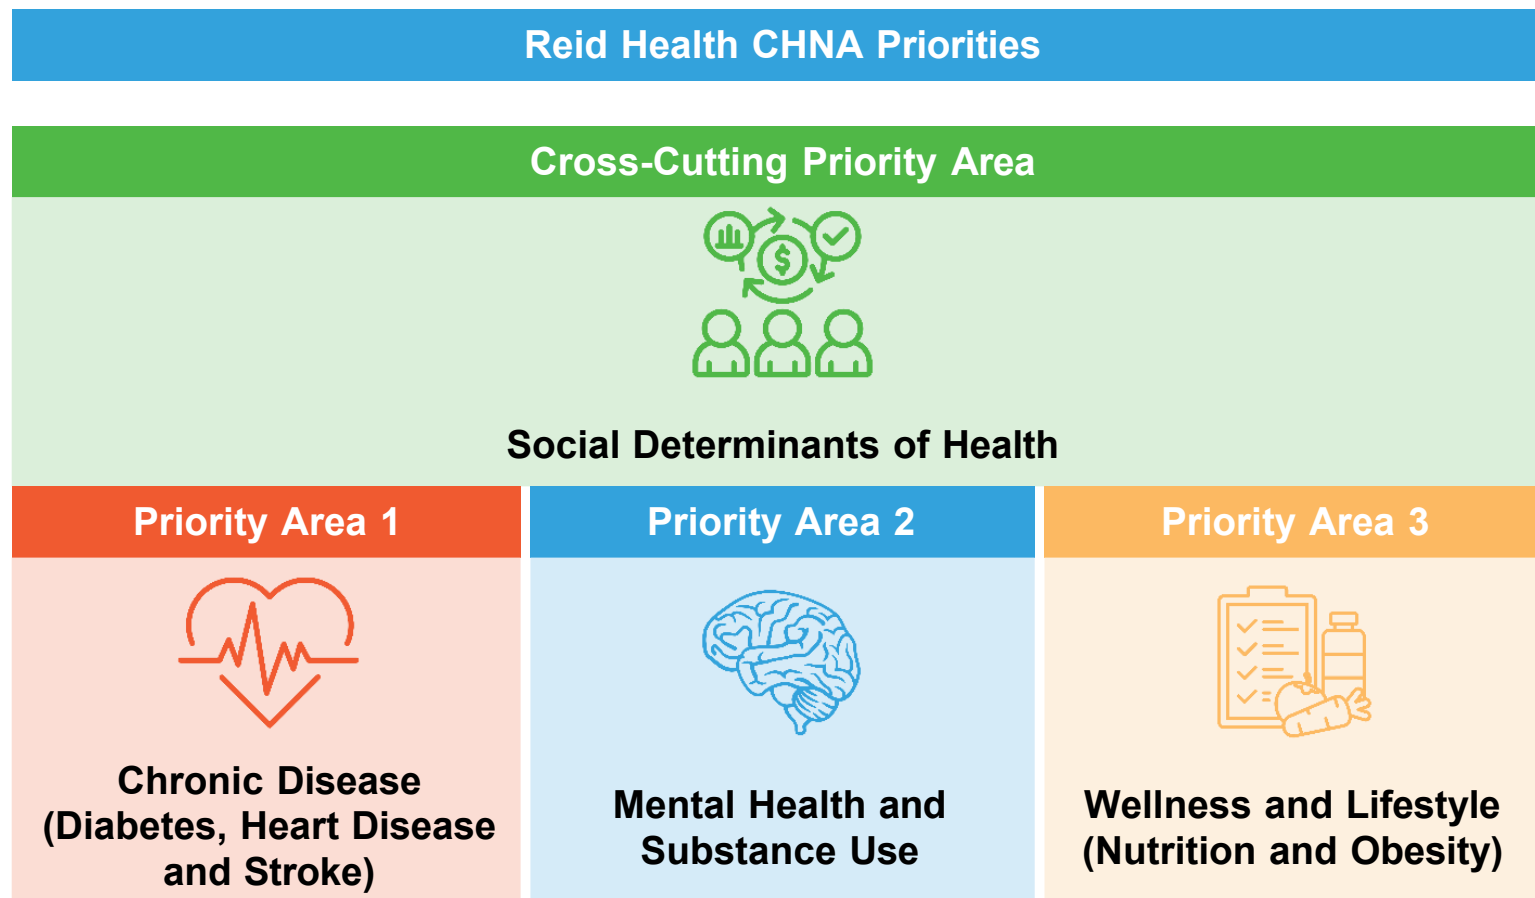 Reid Health CHNA Priorities
Cross-Cutting Priority Area
$
Social Determinants of Health
Priority Area 1
Chronic Disease
(Diabetes, Heart Disease
and Stroke)
Priority Area 2
Mental Health and
Substance Use
Priority Area 3
Wellness and Lifestyle
(Nutrition and Obesity)